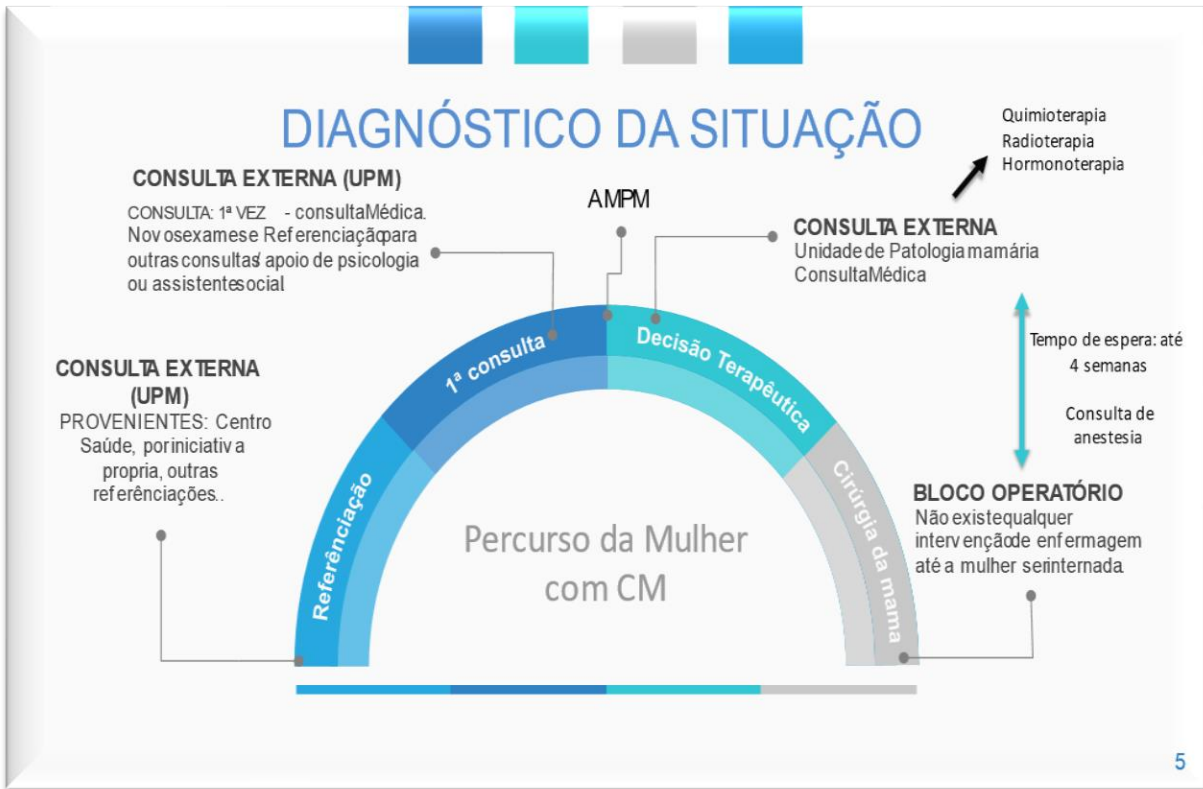 DIAGNÓSTICO DA SITUAÇÃO
CONSULTA EXTERNA (UPM)
CONSULTA: 1ª VEZ - consultaMédica.
Novosexamese Referenciaçãopara
outrasconsultas/ apoio de psicologia
ou assistentesocial.
CONSULTA EXTERNA
(UPM)
PROVENIENTES: Centro
Saúde, poriniciativa
propria, outras
referênciações..
AMPM
Quimioterapia
Radioterapia
Hormonoterapia
CONSULTA EXTERNA
Unidade de Patologia mamária
ConsultaMédica
Tempo de espera: até
4 semanas
Consulta de
anestesia
BLOCO OPERATÓRIO
Não existequalquer
intervençãode enfermagem
até a mulher serinternada.
Referênciação
1ª consulta
Decisão Terapêutica
Cirúrgia da mama
Percurso da Mulher
com CM
5